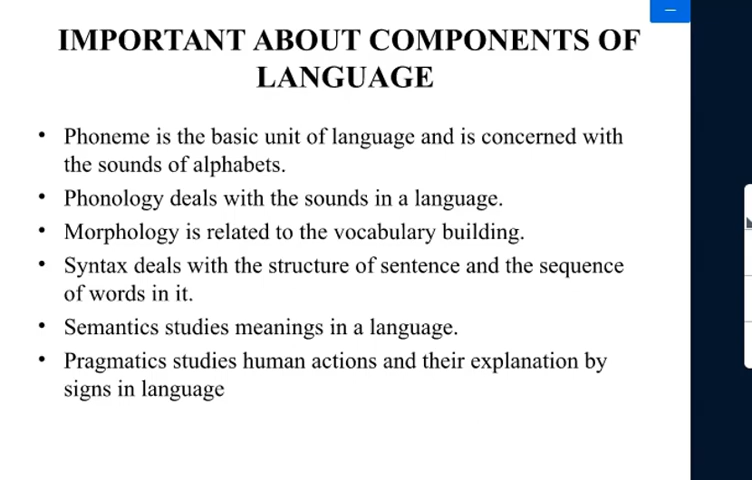 IMPORTANT ABOUT COMPONENTS OF
LANGUAGE
• Phoneme is the basic unit of language and is concerned with
the sounds of alphabets.
• Phonology deals with the sounds in a language.
• Morphology is related to the vocabulary building.
• Syntax deals with the structure of sentence and the sequence
of words in it.
• Semantics studies meanings in a language.
• Pragmatics studies human actions and their explanation by
signs in language